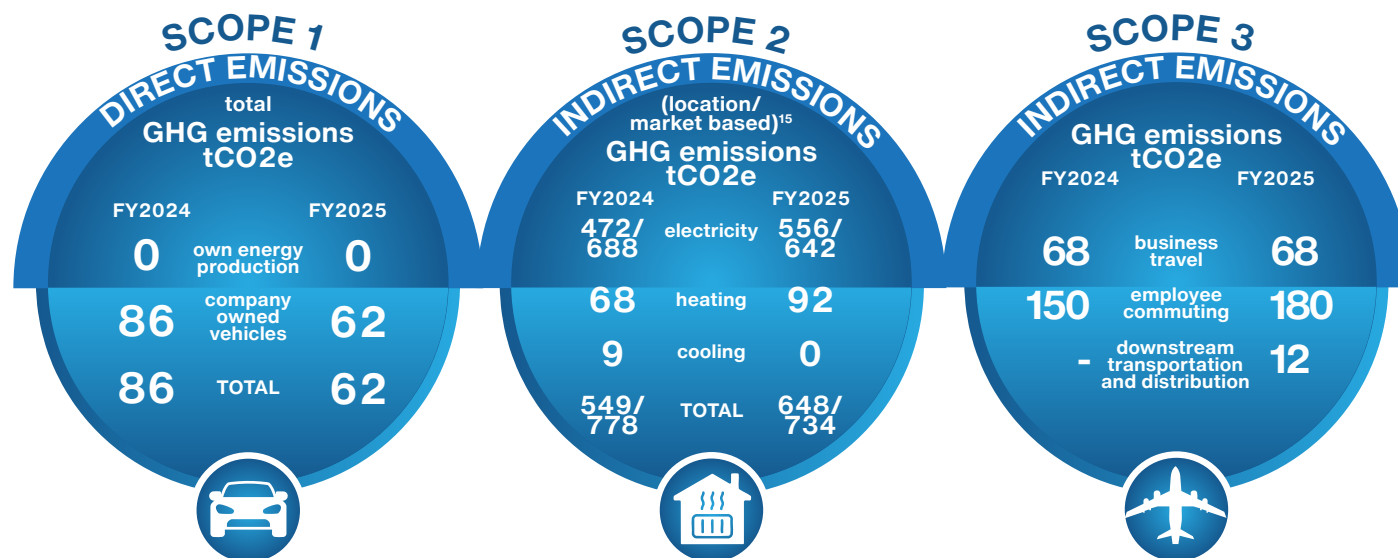 SCOPE 1
DIRECT EMISSIONS
total
GHG emissions
tCO2e
FY2024 FY2025
0 own energy production 0
86 company owned vehicles 62
86 TOTAL 62
SCOPE 2
INDIRECT EMISSIONS
(location/
market based)¹⁵
GHG emissions
tCO2e
FY2024 FY2025
472/688 electricity 556/642
68 heating 92
9 cooling 0
549/778 TOTAL 648/734
SCOPE 3
INDIRECT EMISSIONS
GHG emissions
tCO2e
FY2024 FY2025
68 business travel 68
150 employee commuting 180
- downstream transportation and distribution 12